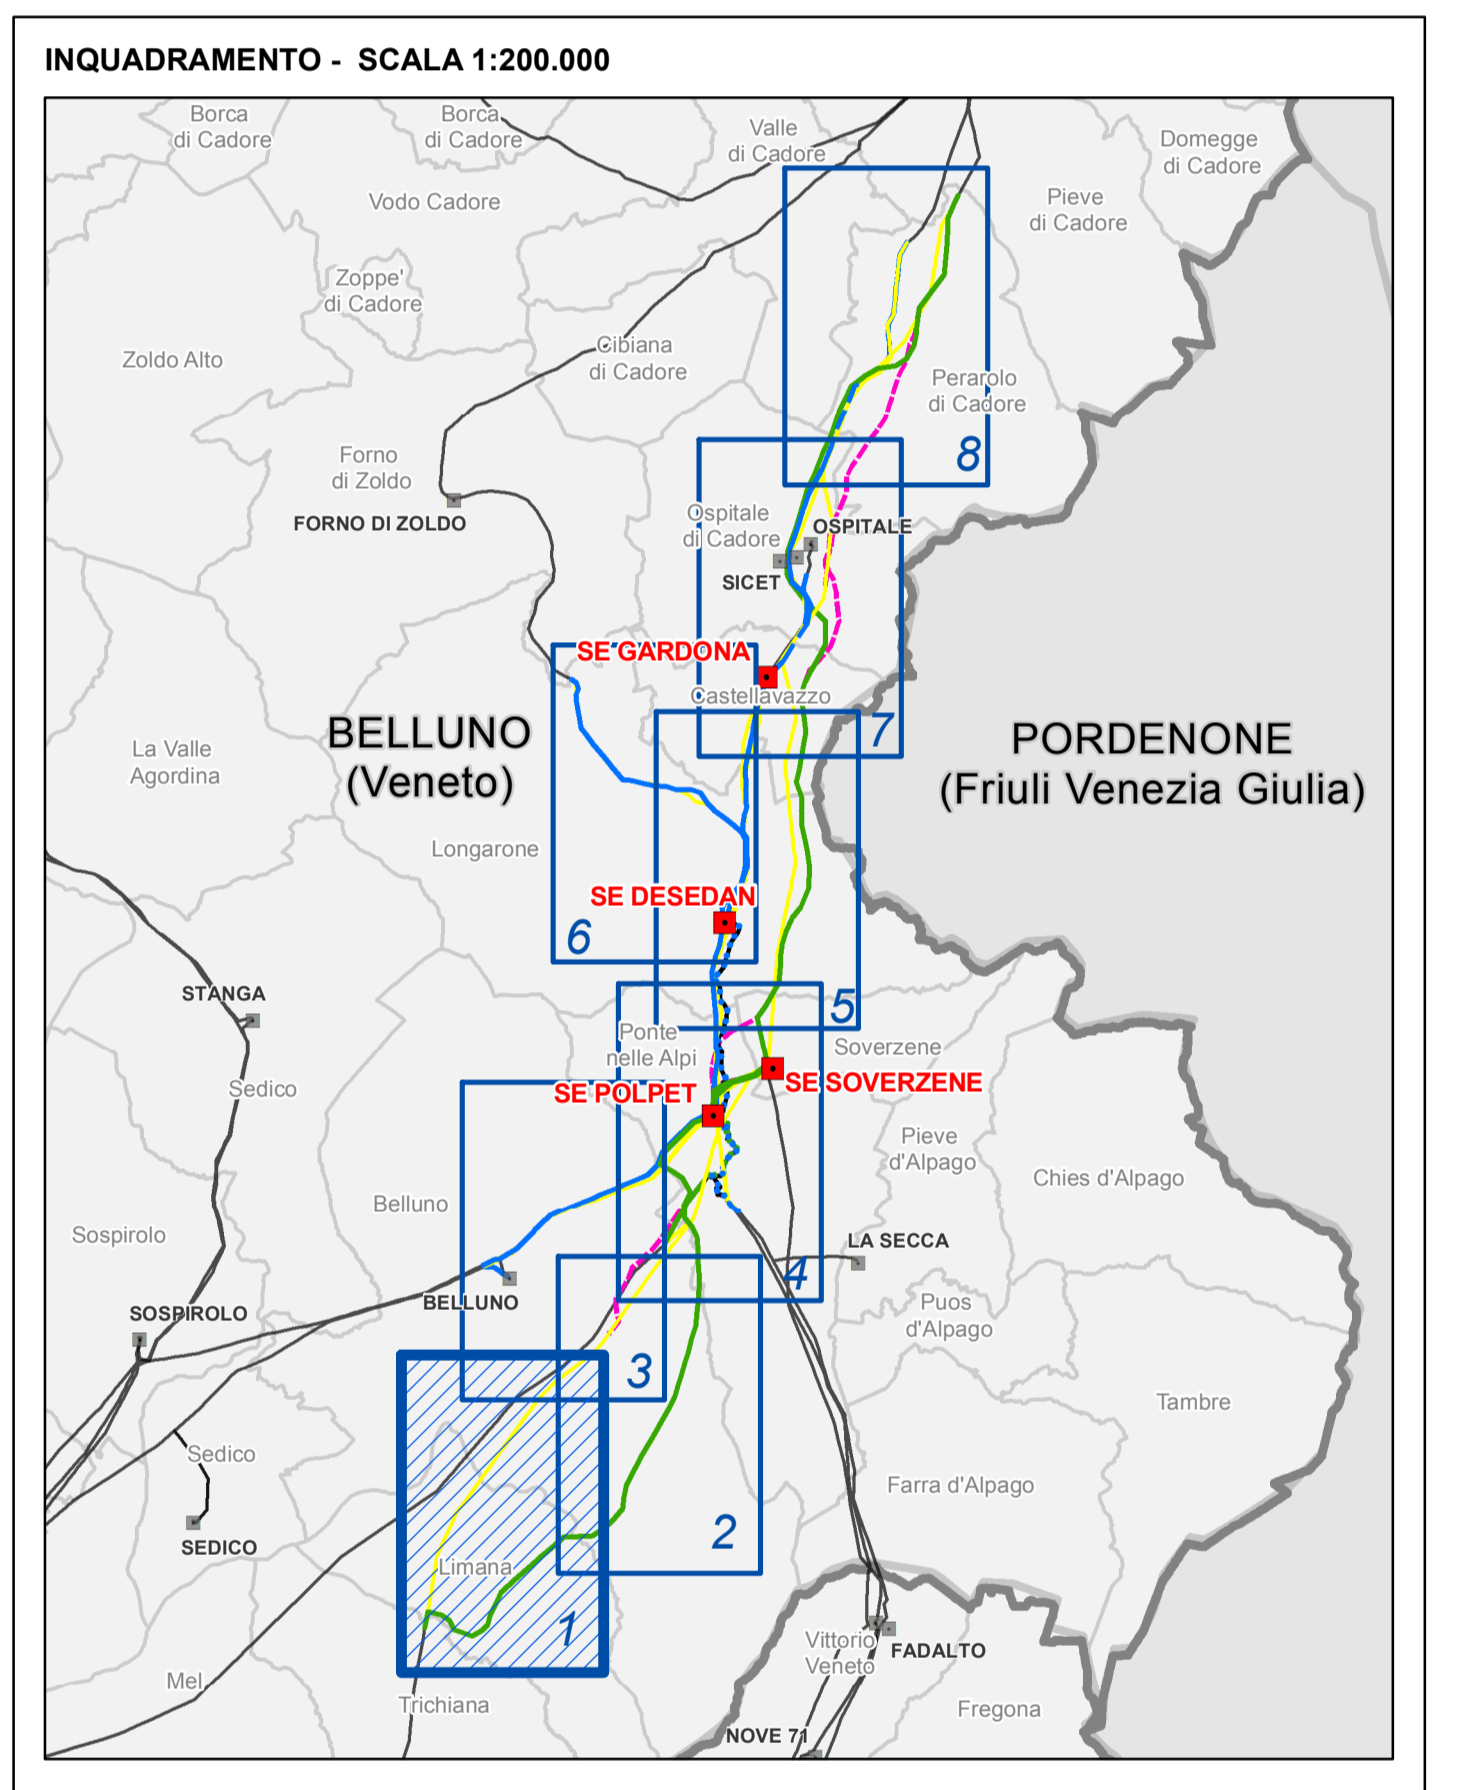 INQUADRAMENTO - SCALA 1:200.000
Borca
di Cadore
Borca
di Cadore
Valle
di Cadore
Domegge
di Cadore
Vodo Cadore
Pieve
di Cadore
Zoppe'
di Cadore
Zoldo Alto
Cibiana
di Cadore
Perarolo
di Cadore
8
Forno
di Zoldo
FORNO DI ZOLDO
Ospitale
di Cadore
OSPITALE
SICET
SE GARDONA
Castellavazzo
7
BELLUNO
(Veneto)
PORDENONE
(Friuli Venezia Giulia)
La Valle
Agordina
Longarone
SE DESEDAN
6
STANGA
5
Ponte
nelle Alpi
Soverzene
SE SOVERZENE
SE POLPET
Sedico
Pieve
d'Alpago
Chies d'Alpago
Belluno
Sospirolo
LA SECCA
4
BELLUNO
SOSPIROLO
Puos
d'Alpago
3
Tambre
Sedico
Farra d'Alpago
2
SEDICO
Limana
1
Vittorio
Veneto
FADALTO
Mel
Trichiana
Fregona
NOVE 71